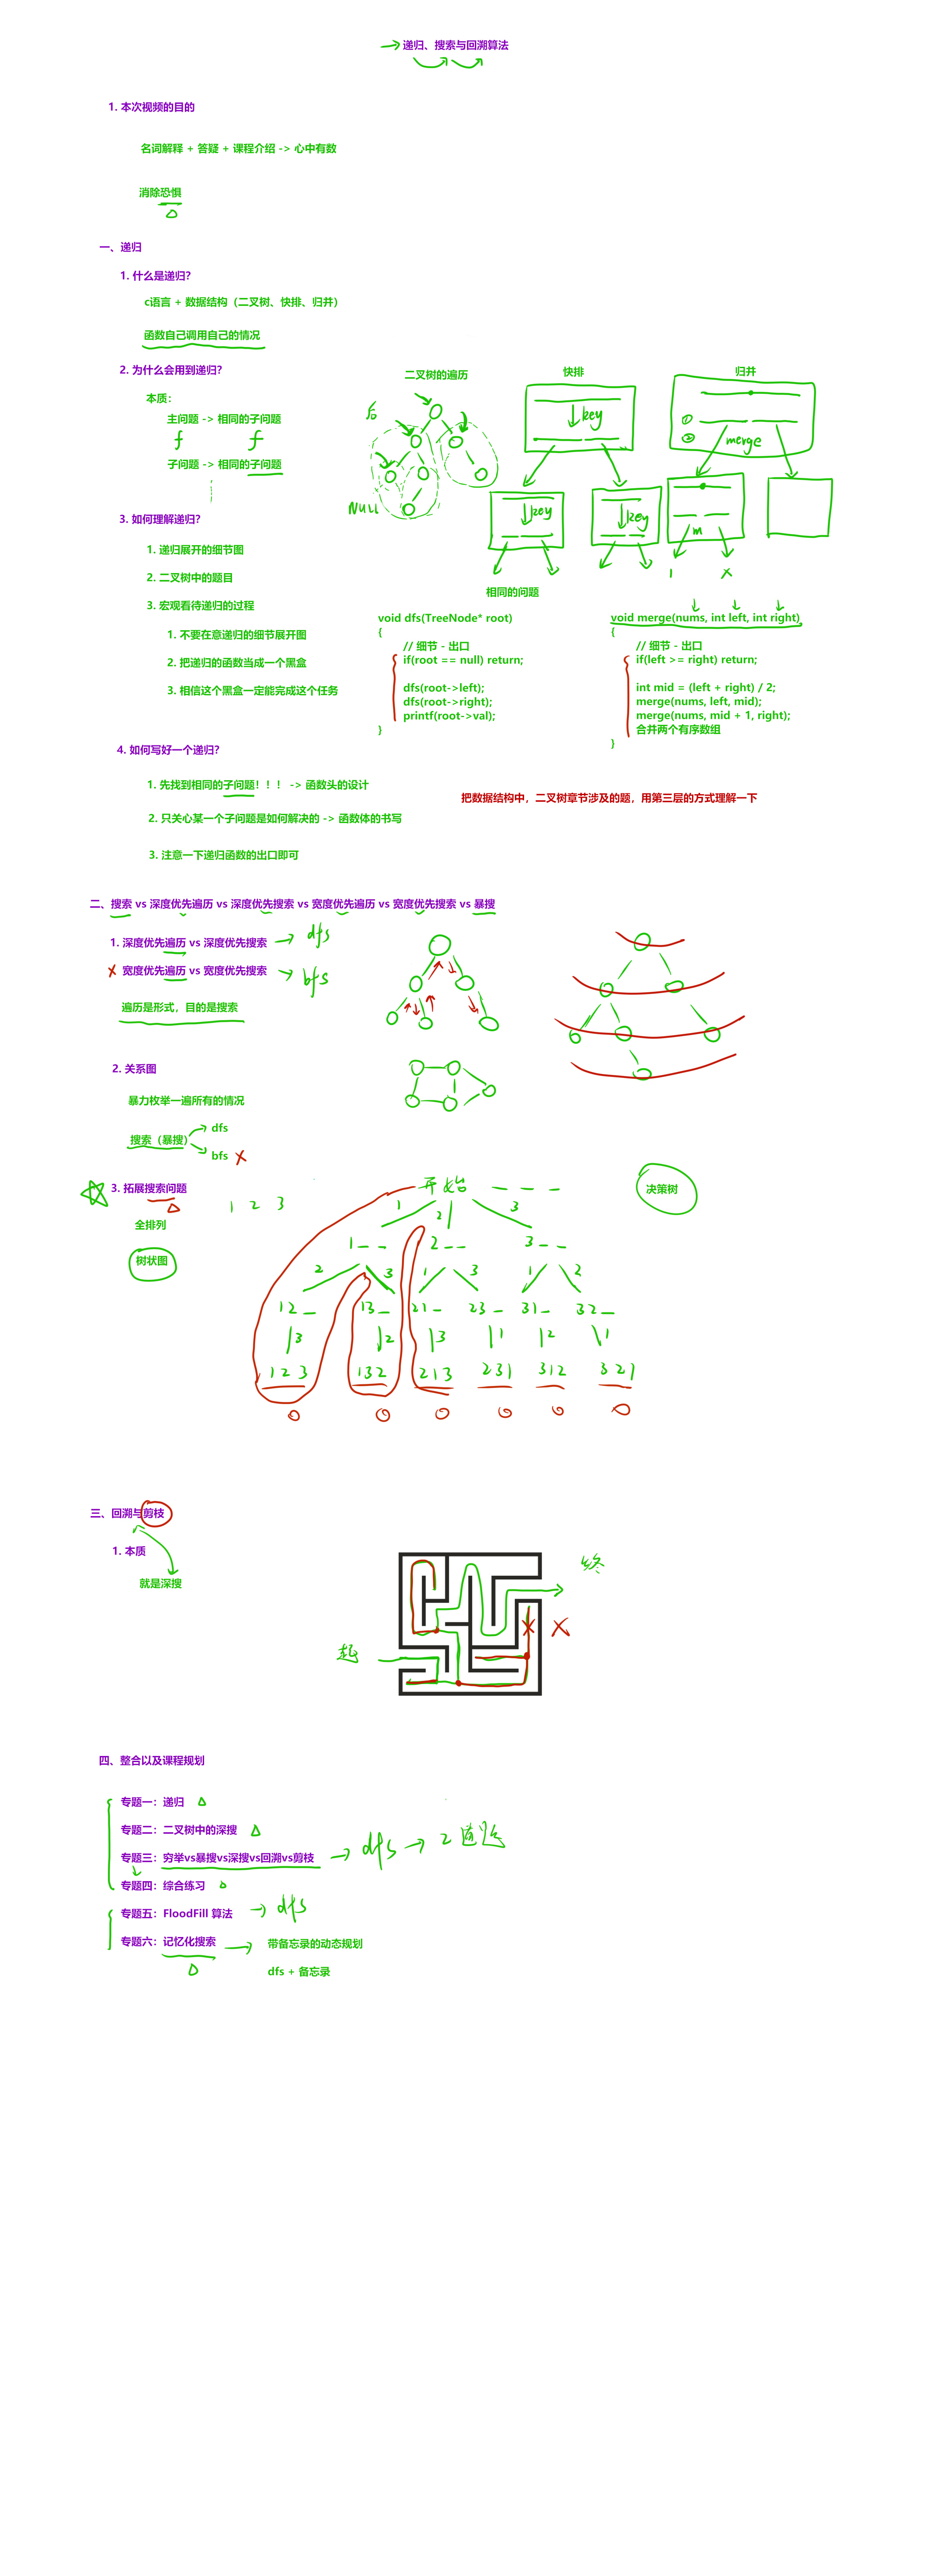 递归、搜索与回溯算法
1. 本次视频的目的
名词解释 + 答疑 + 课程介绍 -> 心中有数
消除恐惧
一、递归
1. 什么是递归？
c语言 + 数据结构（二叉树、快排、归并）
函数自己调用自己的情况
2. 为什么会用到递归？
本质：
主问题 -> 相同的子问题
f f
子问题 -> 相同的子问题
二叉树的遍历
后
NULL
快排
key
key
key
归并
①
②
merge
m
3. 如何理解递归？
1. 递归展开的细节图
2. 二叉树中的题目
3. 宏观看待递归的过程
1. 不要在意递归的细节展开图
2. 把递归的函数当成一个黑盒
3. 相信这个黑盒一定能完成这个任务
相同的问题
void dfs(TreeNode* root)
{
// 细节 - 出口
if(root == null) return;
dfs(root->left);
dfs(root->right);
printf(root->val);
}
void merge(nums, int left, int right)
{
// 细节 - 出口
if(left >= right) return;
int mid = (left + right) / 2;
merge(nums, left, mid);
merge(nums, mid + 1, right);
合并两个有序数组
}
4. 如何写好一个递归？
1. 先找到相同的子问题！！！ -> 函数头的设计
2. 只关心某一个子问题是如何解决的 -> 函数体的书写
3. 注意一下递归函数的出口即可
把数据结构中，二叉树章节涉及的题，用第三层的方式理解一下
二、搜索 vs 深度优先遍历 vs 深度优先搜索 vs 宽度优先遍历 vs 宽度优先搜索 vs 暴搜
1. 深度优先遍历 vs 深度优先搜索 -> dfs
宽度优先遍历 vs 宽度优先搜索 -> bfs
遍历是形式，目的是搜索
2. 关系图
暴力枚举一遍所有的情况
搜索（暴搜）
dfs
bfs
3. 拓展搜索问题
全排列
树状图
1 2 3
决策树
开始 _ _ _
1 2 3
1 _ _ 2 _ _ 3 _ _
2 3 1 3 1 2
12 _ 13 _ 21 _ 23 _ 31 _ 32 _
3 2 3 1 2 1
123 132 213 231 312 321
三、回溯与剪枝
1. 本质
就是深搜
起
终
四、整合以及课程规划
专题一：递归
专题二：二叉树中的深搜
专题三：穷举vs暴搜vs深搜vs回溯vs剪枝 -> dfs -> 2
专题四：综合练习
专题五：FloodFill 算法 -> dfs
专题六：记忆化搜索 -> 带备忘录的动态规划
dfs + 备忘录